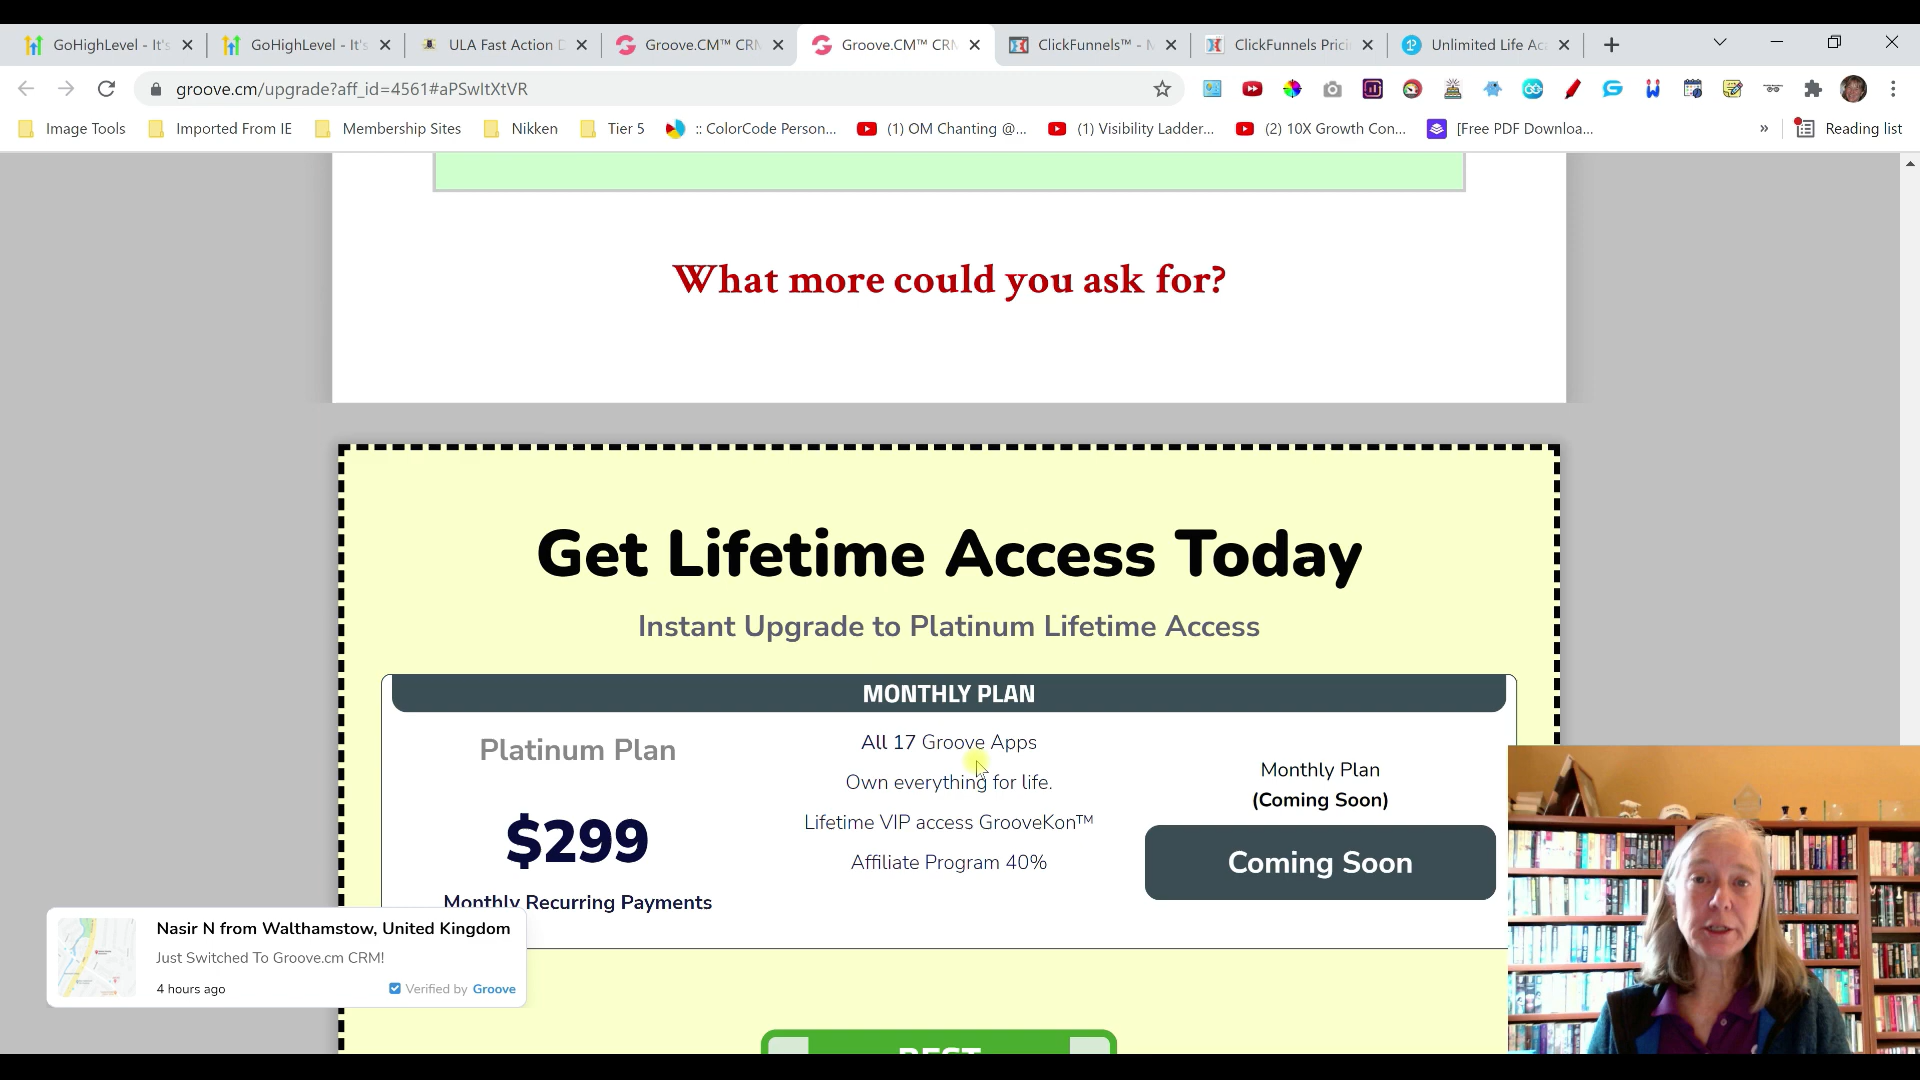 GoHighLevel - It's
GoHighLevel - It's
ULA Fast Action D
Groove.CM™ CRM
Groove.CM™ CRM
ClickFunnels™ - M
ClickFunnels Prici
Unlimited Life Ac
groove.cm/upgrade?aff_id=4561#aPSwItXtVR
Image Tools
Imported From IE
Membership Sites
Nikken
Tier 5
:: ColorCode Person...
(1) OM Chanting @...
(1) Visibility Ladder...
(2) 10X Growth Con...
[Free PDF Downloa...
»
Reading list
What more could you ask for?
Get Lifetime Access Today
Instant Upgrade to Platinum Lifetime Access
MONTHLY PLAN
Platinum Plan
$299
Monthly Recurring Payments
All 17 Groove Apps
Own everything for life.
Lifetime VIP access GrooveKon™
Affiliate Program 40%
Monthly Plan
(Coming Soon)
Coming Soon
Nasir N from Walthamstow, United Kingdom
Just Switched To Groove.cm CRM!
4 hours ago
Verified by Groove
BEST